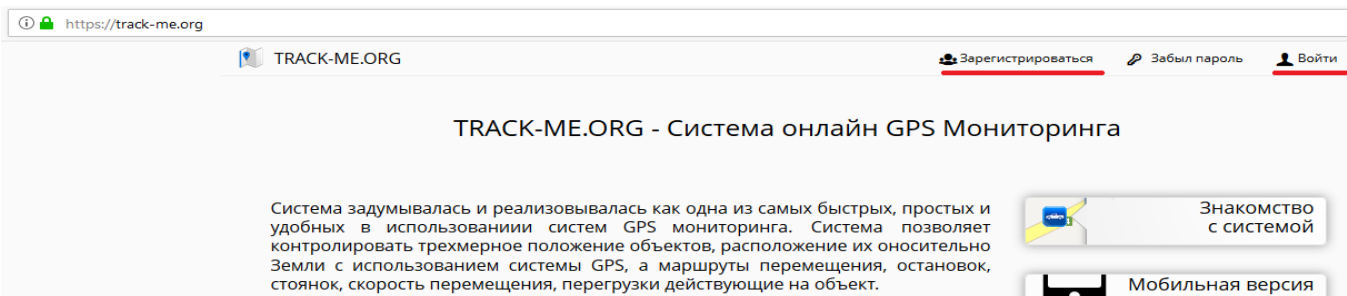 https://track-me.org
TRACK-ME.ORG
Зарегистрироваться
Забыл пароль
Войти
TRACK-ME.ORG - Система онлайн GPS Мониторинга
Система задумывалась и реализовывалась как одна из самых быстрых, простых и
удобных в использованиии систем GPS мониторинга. Система позволяет
контролировать трехмерное положение объектов, расположение их оносительно
Земли с использованием системы GPS, а маршруты перемещения, остановок,
стоянок, скорость перемещения, перегрузки действующие на объект.
Знакомство
с системой
Мобильная версия